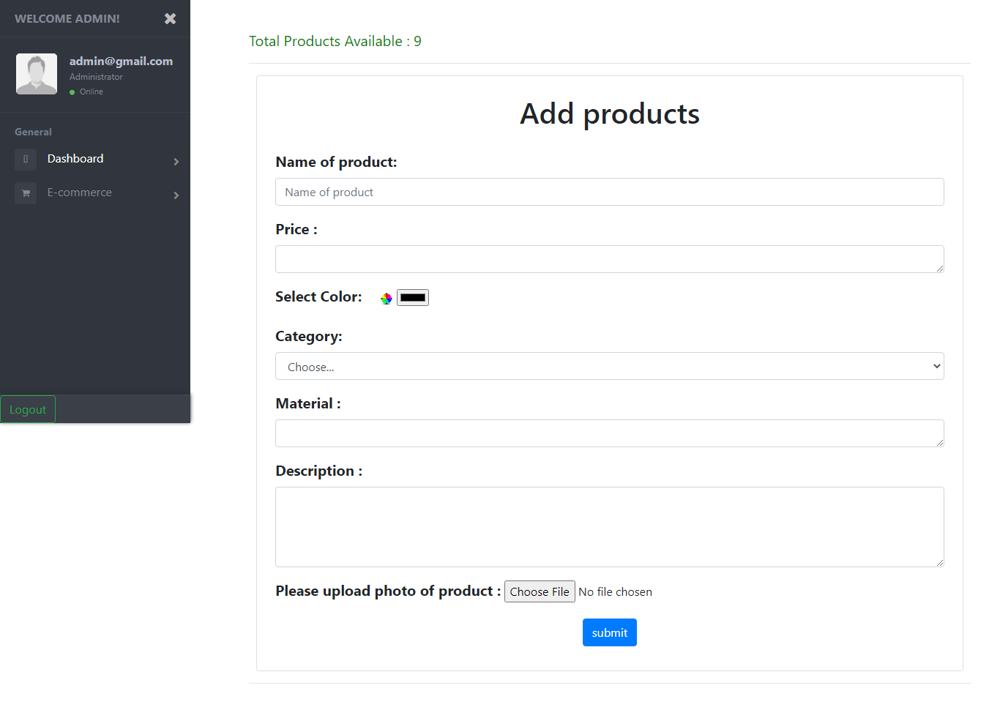 WELCOME ADMIN!
admin@gmail.com
Administrator
Online
General
Dashboard
E-commerce
Logout
Total Products Available : 9
Add products
Name of product:
Name of product
Price :
Select Color:
Category:
Choose...
Material :
Description :
Please upload photo of product : Choose File No file chosen
submit